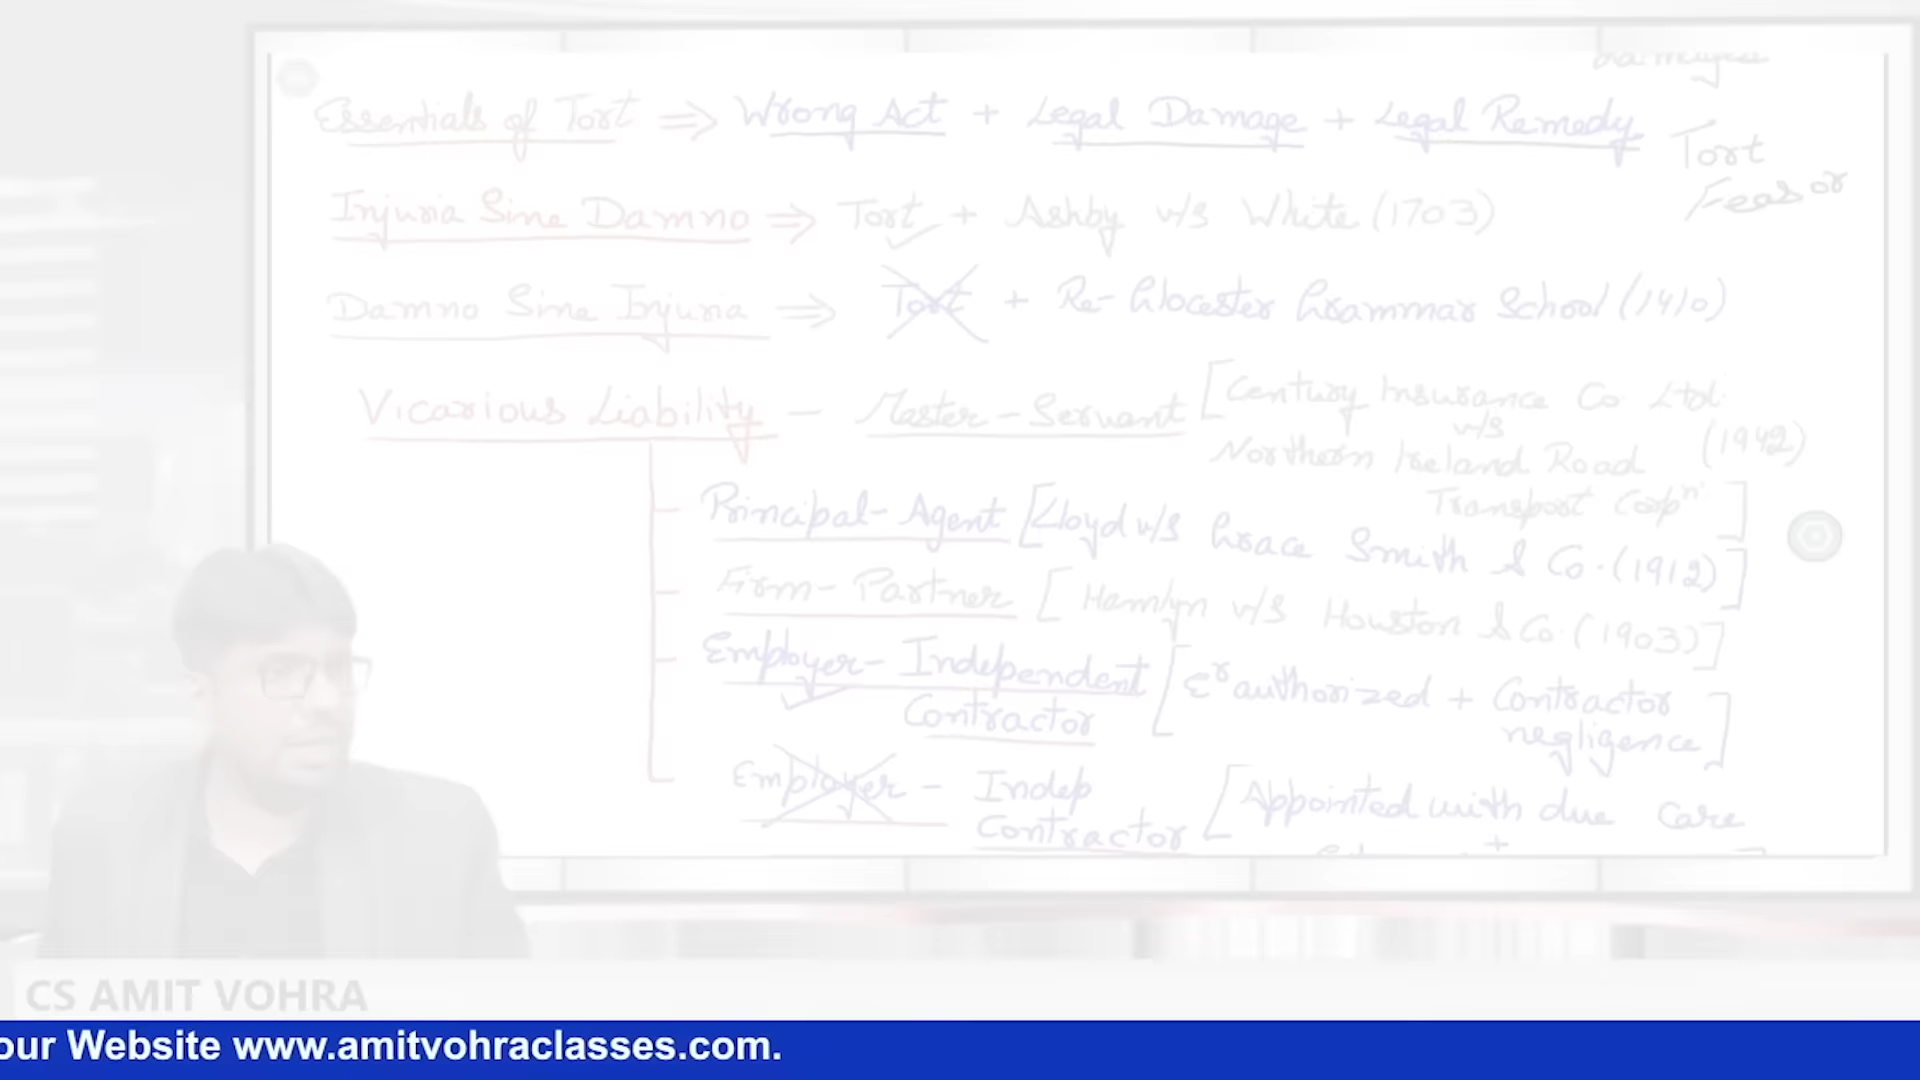 Damages
Essentials of Tort ⇒ Wrong Act + Legal Damage + Legal Remedy
Tort
Feasor
Injuria Sine Damno ⇒ Tort ✓ + Ashby v/s White (1703)
Damno Sine Injuria ⇒ Tort + Re- Glocester Grammar School (1410)
Vicarious Liability - Master - Servant [Century Insurance Co Ltd.
v/s
Northern Ireland Road (1942)
Transport Corpⁿ ]
Principal - Agent [Lloyd v/s Grace Smith & Co. (1912)]
Firm - Partner [Hamlyn v/s Houston & Co. (1903)]
Employer - Independent [Eʳ authorized + Contractor
Contractor negligence]
Employer - Indep [Appointed with due care
Contractor +
CS AMIT VOHRA
our Website www.amitvohraclasses.com.